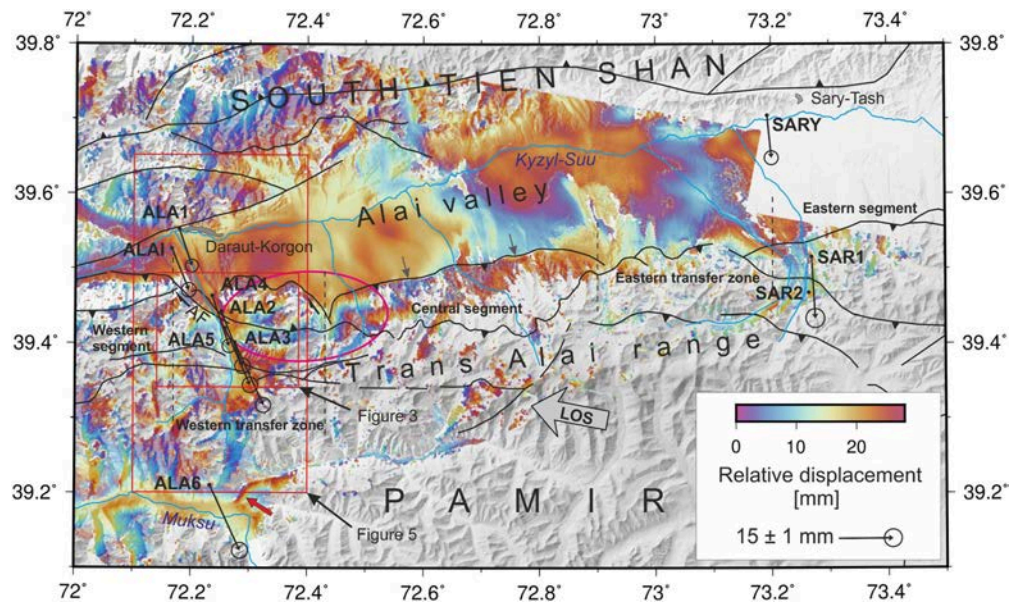 72˚ 72.2˚ 72.4˚ 72.6˚ 72.8˚ 73˚ 73.2˚ 73.4˚
39.8˚ 39.8˚
SOUTH TIEN SHAN
Sary-Tash
SARY
Kyzyl-Suu
39.6˚ 39.6˚
Alai valley
Eastern segment
ALA1
ALAI
Daraut-Korgon
SAR1
Eastern transfer zone
ALA4
SAR2
ALA2
AF
Central segment
Western
segment
ALA5
ALA3
39.4˚ 39.4˚
Trans Alai range
Figure 3
LOS
Western transfer zone
0 10 20
Relative displacement
[mm]
15 ± 1 mm
ALA6
39.2˚ 39.2˚
PAMIR
Muksu
Figure 5
72˚ 72.2˚ 72.4˚ 72.6˚ 72.8˚ 73˚ 73.2˚ 73.4˚